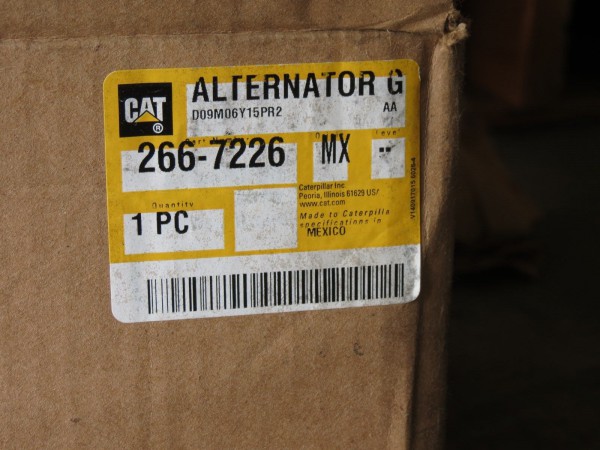 ALTERNATOR G
CAT
®
D09M06Y15PR2
AA
266-7226
MX
--
Quantity
1 PC
Caterpillar Inc.
Peoria, Illinois 61629 USA
www.cat.com
Made to Caterpilla
specifications in
MEXICO